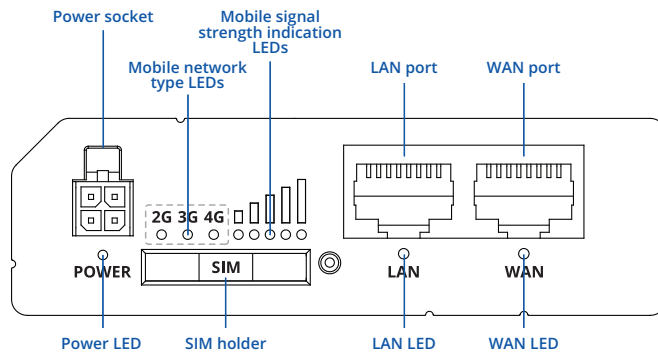 Power socket
Mobile signal
strength indication
LEDs
Mobile network
type LEDs
LAN port
WAN port
2G 3G 4G
POWER
SIM
LAN
WAN
Power LED
SIM holder
LAN LED
WAN LED